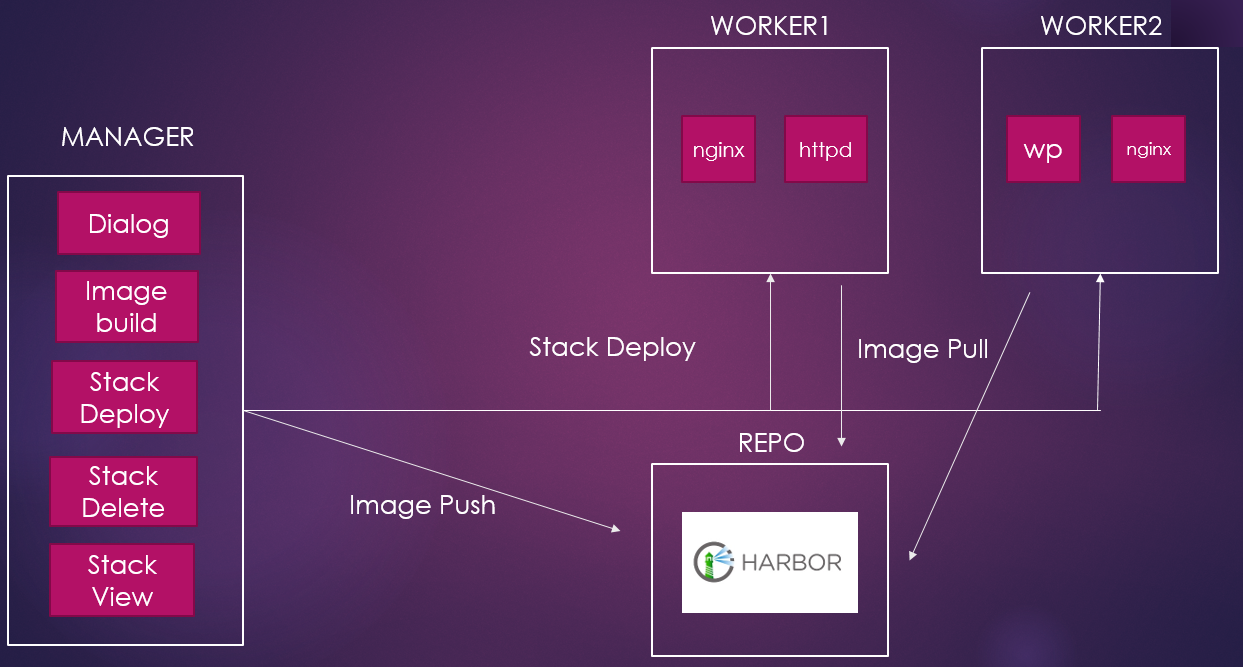 WORKER1
WORKER2
MANAGER
nginx
httpd
wp
nginx
Dialog
Image
build
Stack
Deploy
Stack
Delete
Stack
View
Stack Deploy
Image Pull
REPO
Image Push
HARBOR